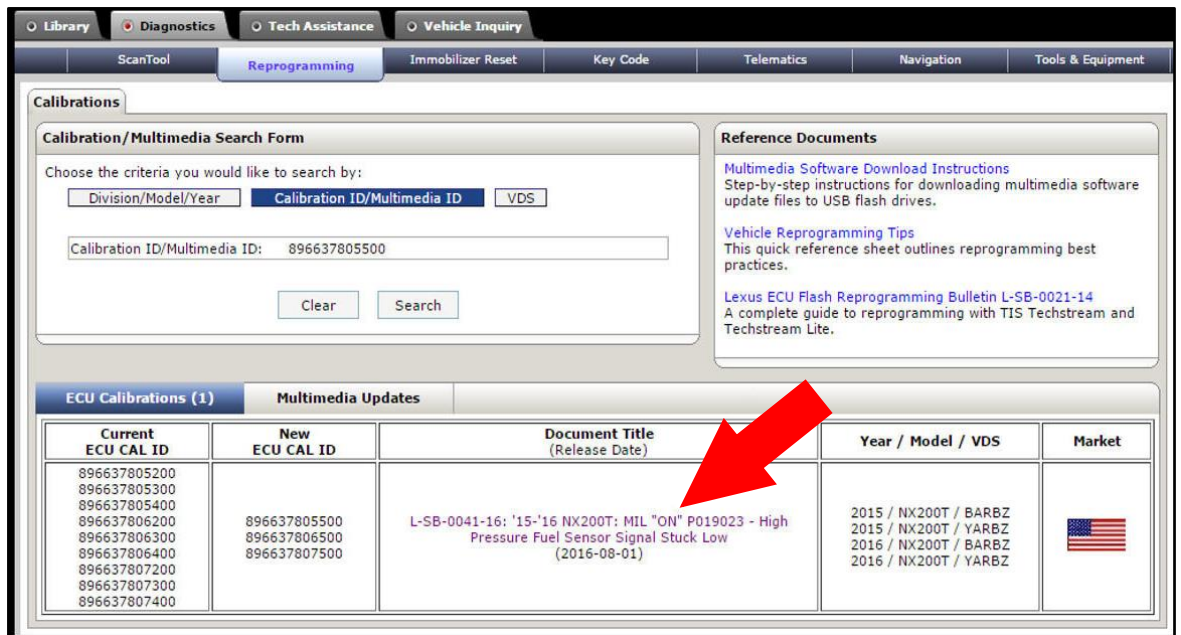 Library Diagnostics Tech Assistance Vehicle Inquiry
ScanTool Reprogramming Immobilizer Reset Key Code Telematics Navigation Tools & Equipment
Calibrations
Calibration/Multimedia Search Form
Choose the criteria you would like to search by:
Division/Model/Year Calibration ID/Multimedia ID VDS
Calibration ID/Multimedia ID: 896637805500
Clear Search
Reference Documents
Multimedia Software Download Instructions
Step-by-step instructions for downloading multimedia software
update files to USB flash drives.
Vehicle Reprogramming Tips
This quick reference sheet outlines reprogramming best
practices.
Lexus ECU Flash Reprogramming Bulletin L-SB-0021-14
A complete guide to reprogramming with TIS Techstream and
Techstream Lite.
ECU Calibrations (1) Multimedia Updates
Current
ECU CAL ID
New
ECU CAL ID
Document Title
(Release Date)
Year / Model / VDS
Market
896637805200
896637805300
896637805400
896637806200
896637806300
896637806400
896637807200
896637807300
896637807400
896637805500
896637806500
896637807500
L-SB-0041-16: '15-'16 NX200T: MIL "ON" P019023 - High
Pressure Fuel Sensor Signal Stuck Low
(2016-08-01)
2015 / NX200T / BARBZ
2015 / NX200T / YARBZ
2016 / NX200T / BARBZ
2016 / NX200T / YARBZ